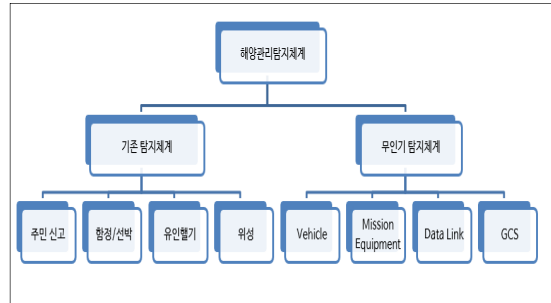 해양관리탐지체계
기존 탐지체계
무인기 탐지체계
주민 신고
함정/선박
유인헬기
위성
Vehicle
Mission
Equipment
Data Link
GCS